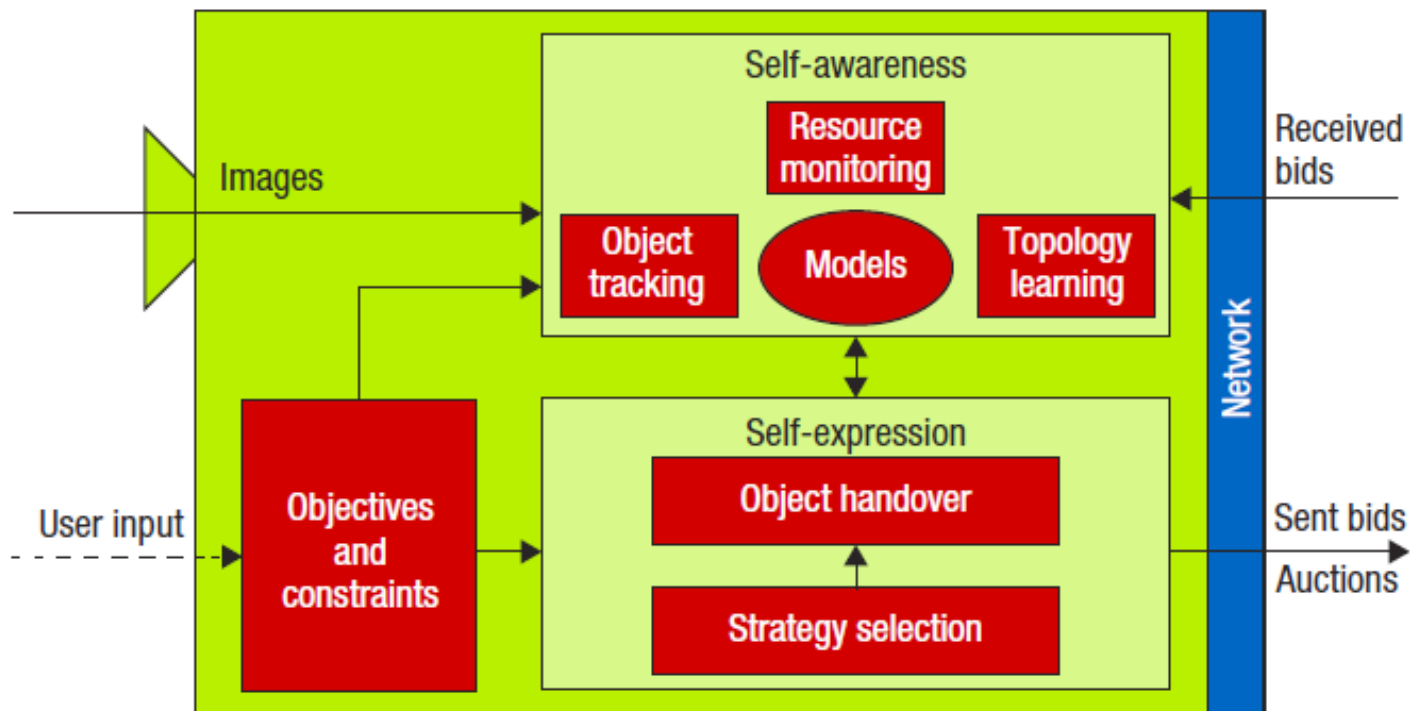 Self-awareness
Resource
monitoring
Received
bids
Images
Object
tracking
Models
Topology
learning
Network
Self-expression
Objectives
and
constraints
Object handover
User input
Sent bids
Auctions
Strategy selection